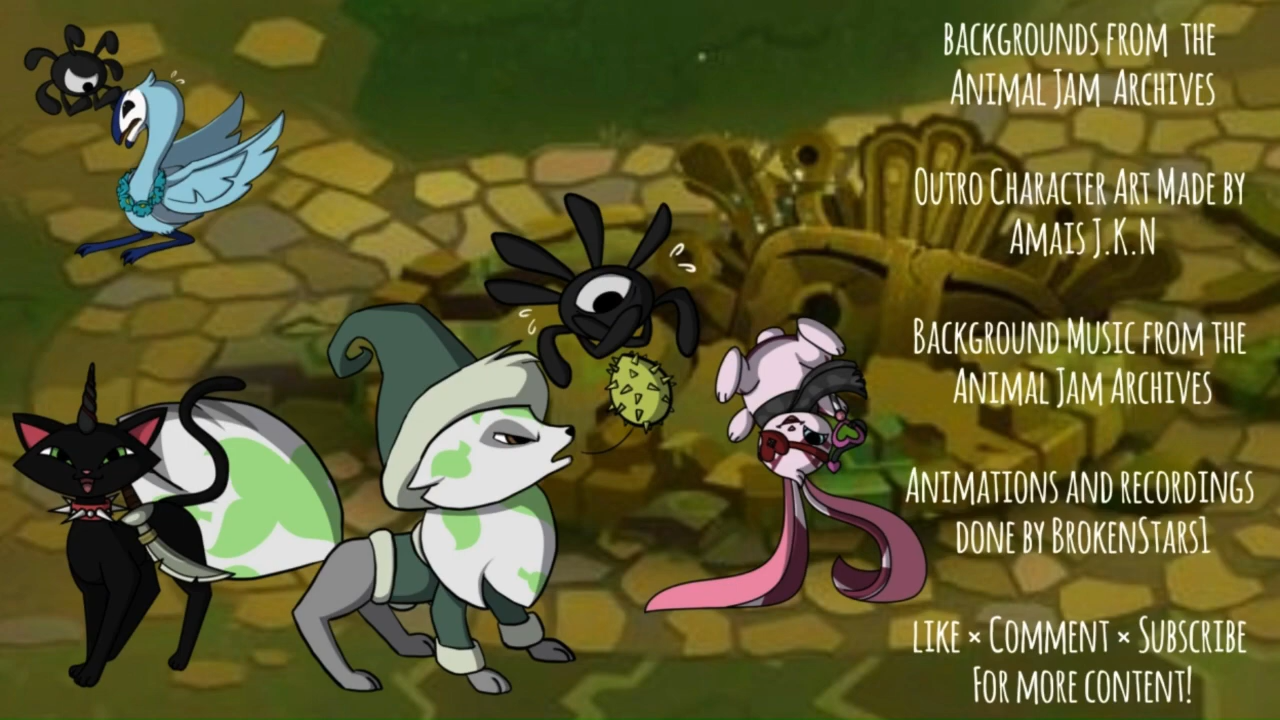 BACKGROUNDS FROM THE
ANIMAL JAM ARCHIVES
OUTRO CHARACTER ART MADE BY
AMAIS J.K.N
BACKGROUND MUSIC FROM THE
ANIMAL JAM ARCHIVES
ANIMATIONS AND RECORDINGS
DONE BY BROKENSTARS1
LIKE × COMMENT × SUBSCRIBE
FOR MORE CONTENT!